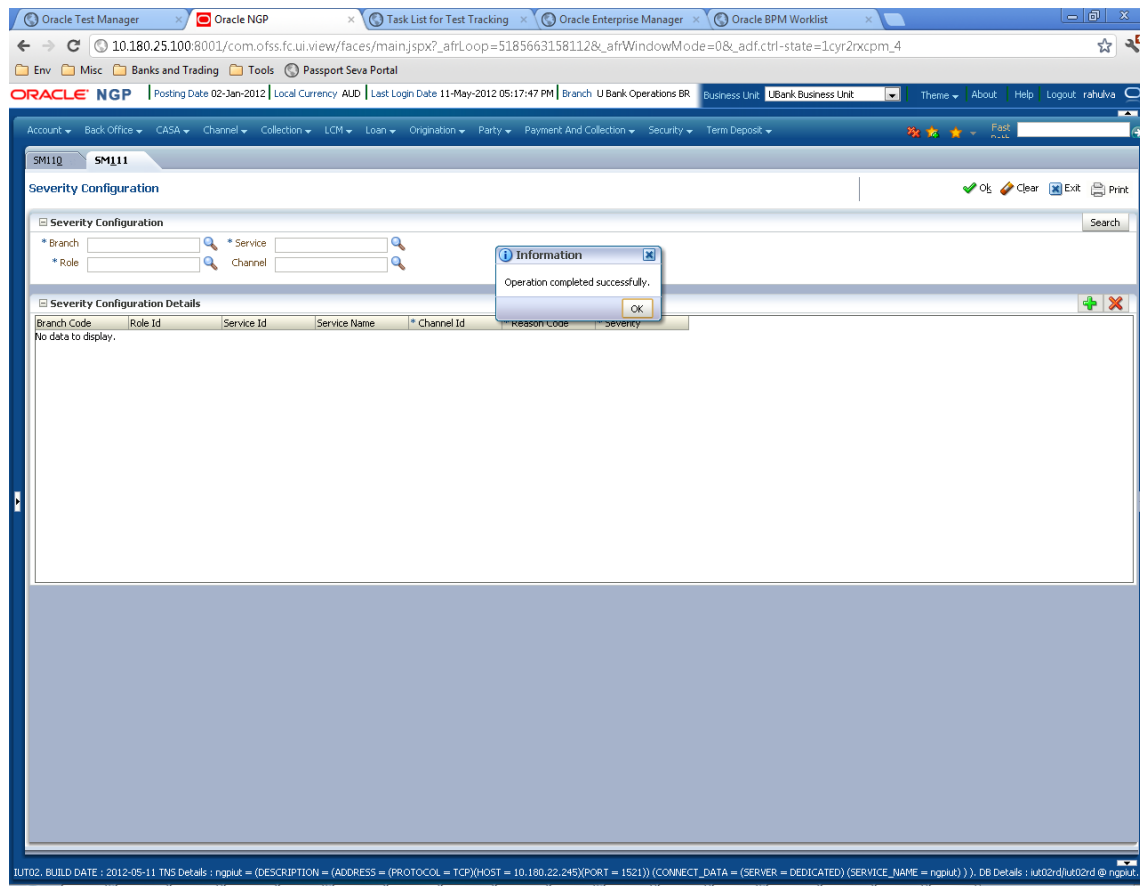 Oracle Test Manager
Oracle NGP
Task List for Test Tracking
Oracle Enterprise Manager
Oracle BPM Worklist
10.180.25.100:8001/com.ofss.fc.ui.view/faces/main.jspx?_afrLoop=5185663158112&_afrWindowMode=0&_adf.ctrl-state=1cyr2rxcpm_4
Env Misc Banks and Trading Tools Passport Seva Portal
ORACLE NGP Posting Date 02-Jan-2012 Local Currency AUD Last Login Date 11-May-2012 05:17:47 PM Branch U Bank Operations BR Business Unit UBank Business Unit Theme About Help Logout rahulva
Account Back Office CASA Channel Collection LCM Loan Origination Party Payment And Collection Security Term Deposit Fast
SM110 SM111
Severity Configuration Ok Clear Exit Print
Severity Configuration Search
* Branch * Service
* Role Channel
Information
Operation completed successfully.
OK
Severity Configuration Details
Branch Code Role Id Service Id Service Name * Channel Id * Reason Code * Severity
No data to display.
IUT02. BUILD DATE : 2012-05-11 TNS Details : ngpiut = (DESCRIPTION = (ADDRESS = (PROTOCOL = TCP)(HOST = 10.180.22.245)(PORT = 1521)) (CONNECT_DATA = (SERVER = DEDICATED) (SERVICE_NAME = ngpiut) ) ). DB Details : iut02rd/iut02rd @ ngpiut.